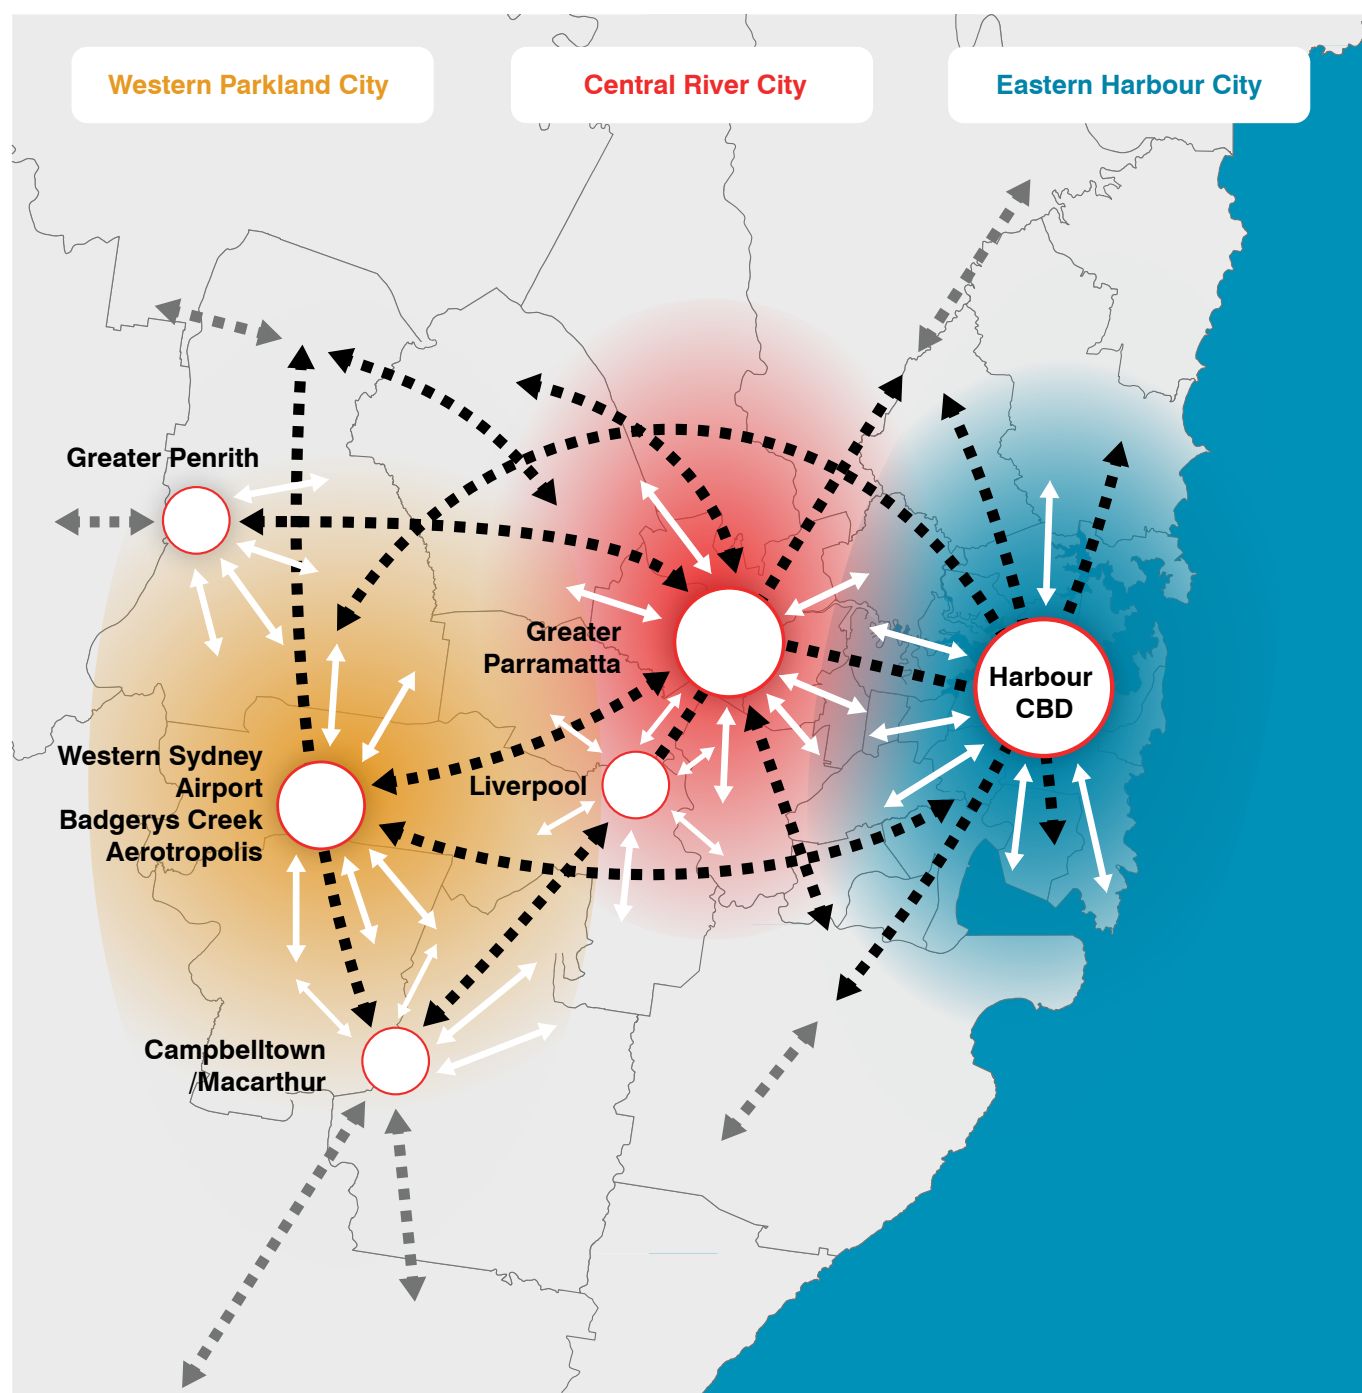 Western Parkland City
Central River City
Eastern Harbour City
Greater Penrith
Greater
Parramatta
Harbour
CBD
Western Sydney
Airport
Badgerys Creek
Aerotropolis
Liverpool
Campbelltown
/Macarthur